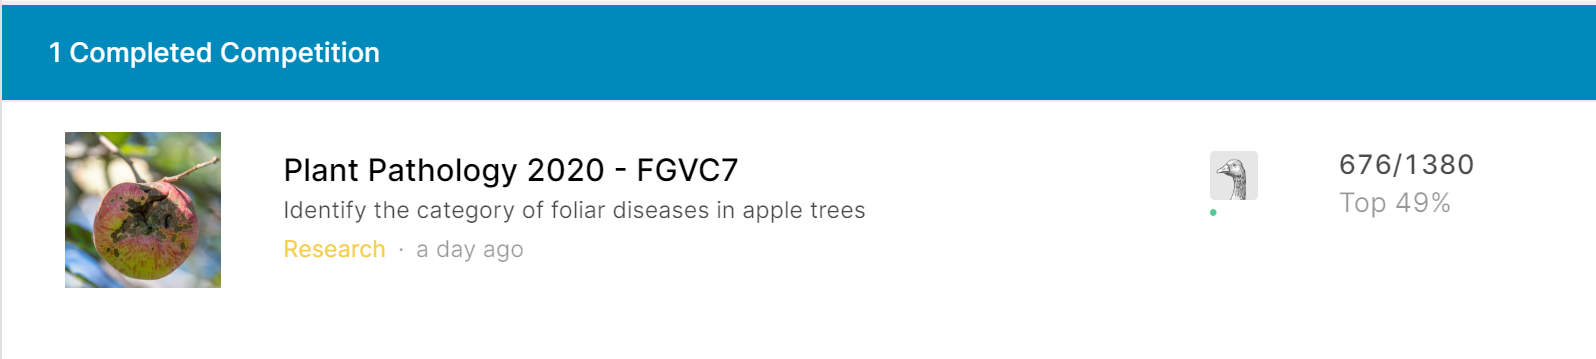 1 Completed Competition
Plant Pathology 2020 - FGVC7
Identify the category of foliar diseases in apple trees
Research · a day ago
676/1380
Top 49%